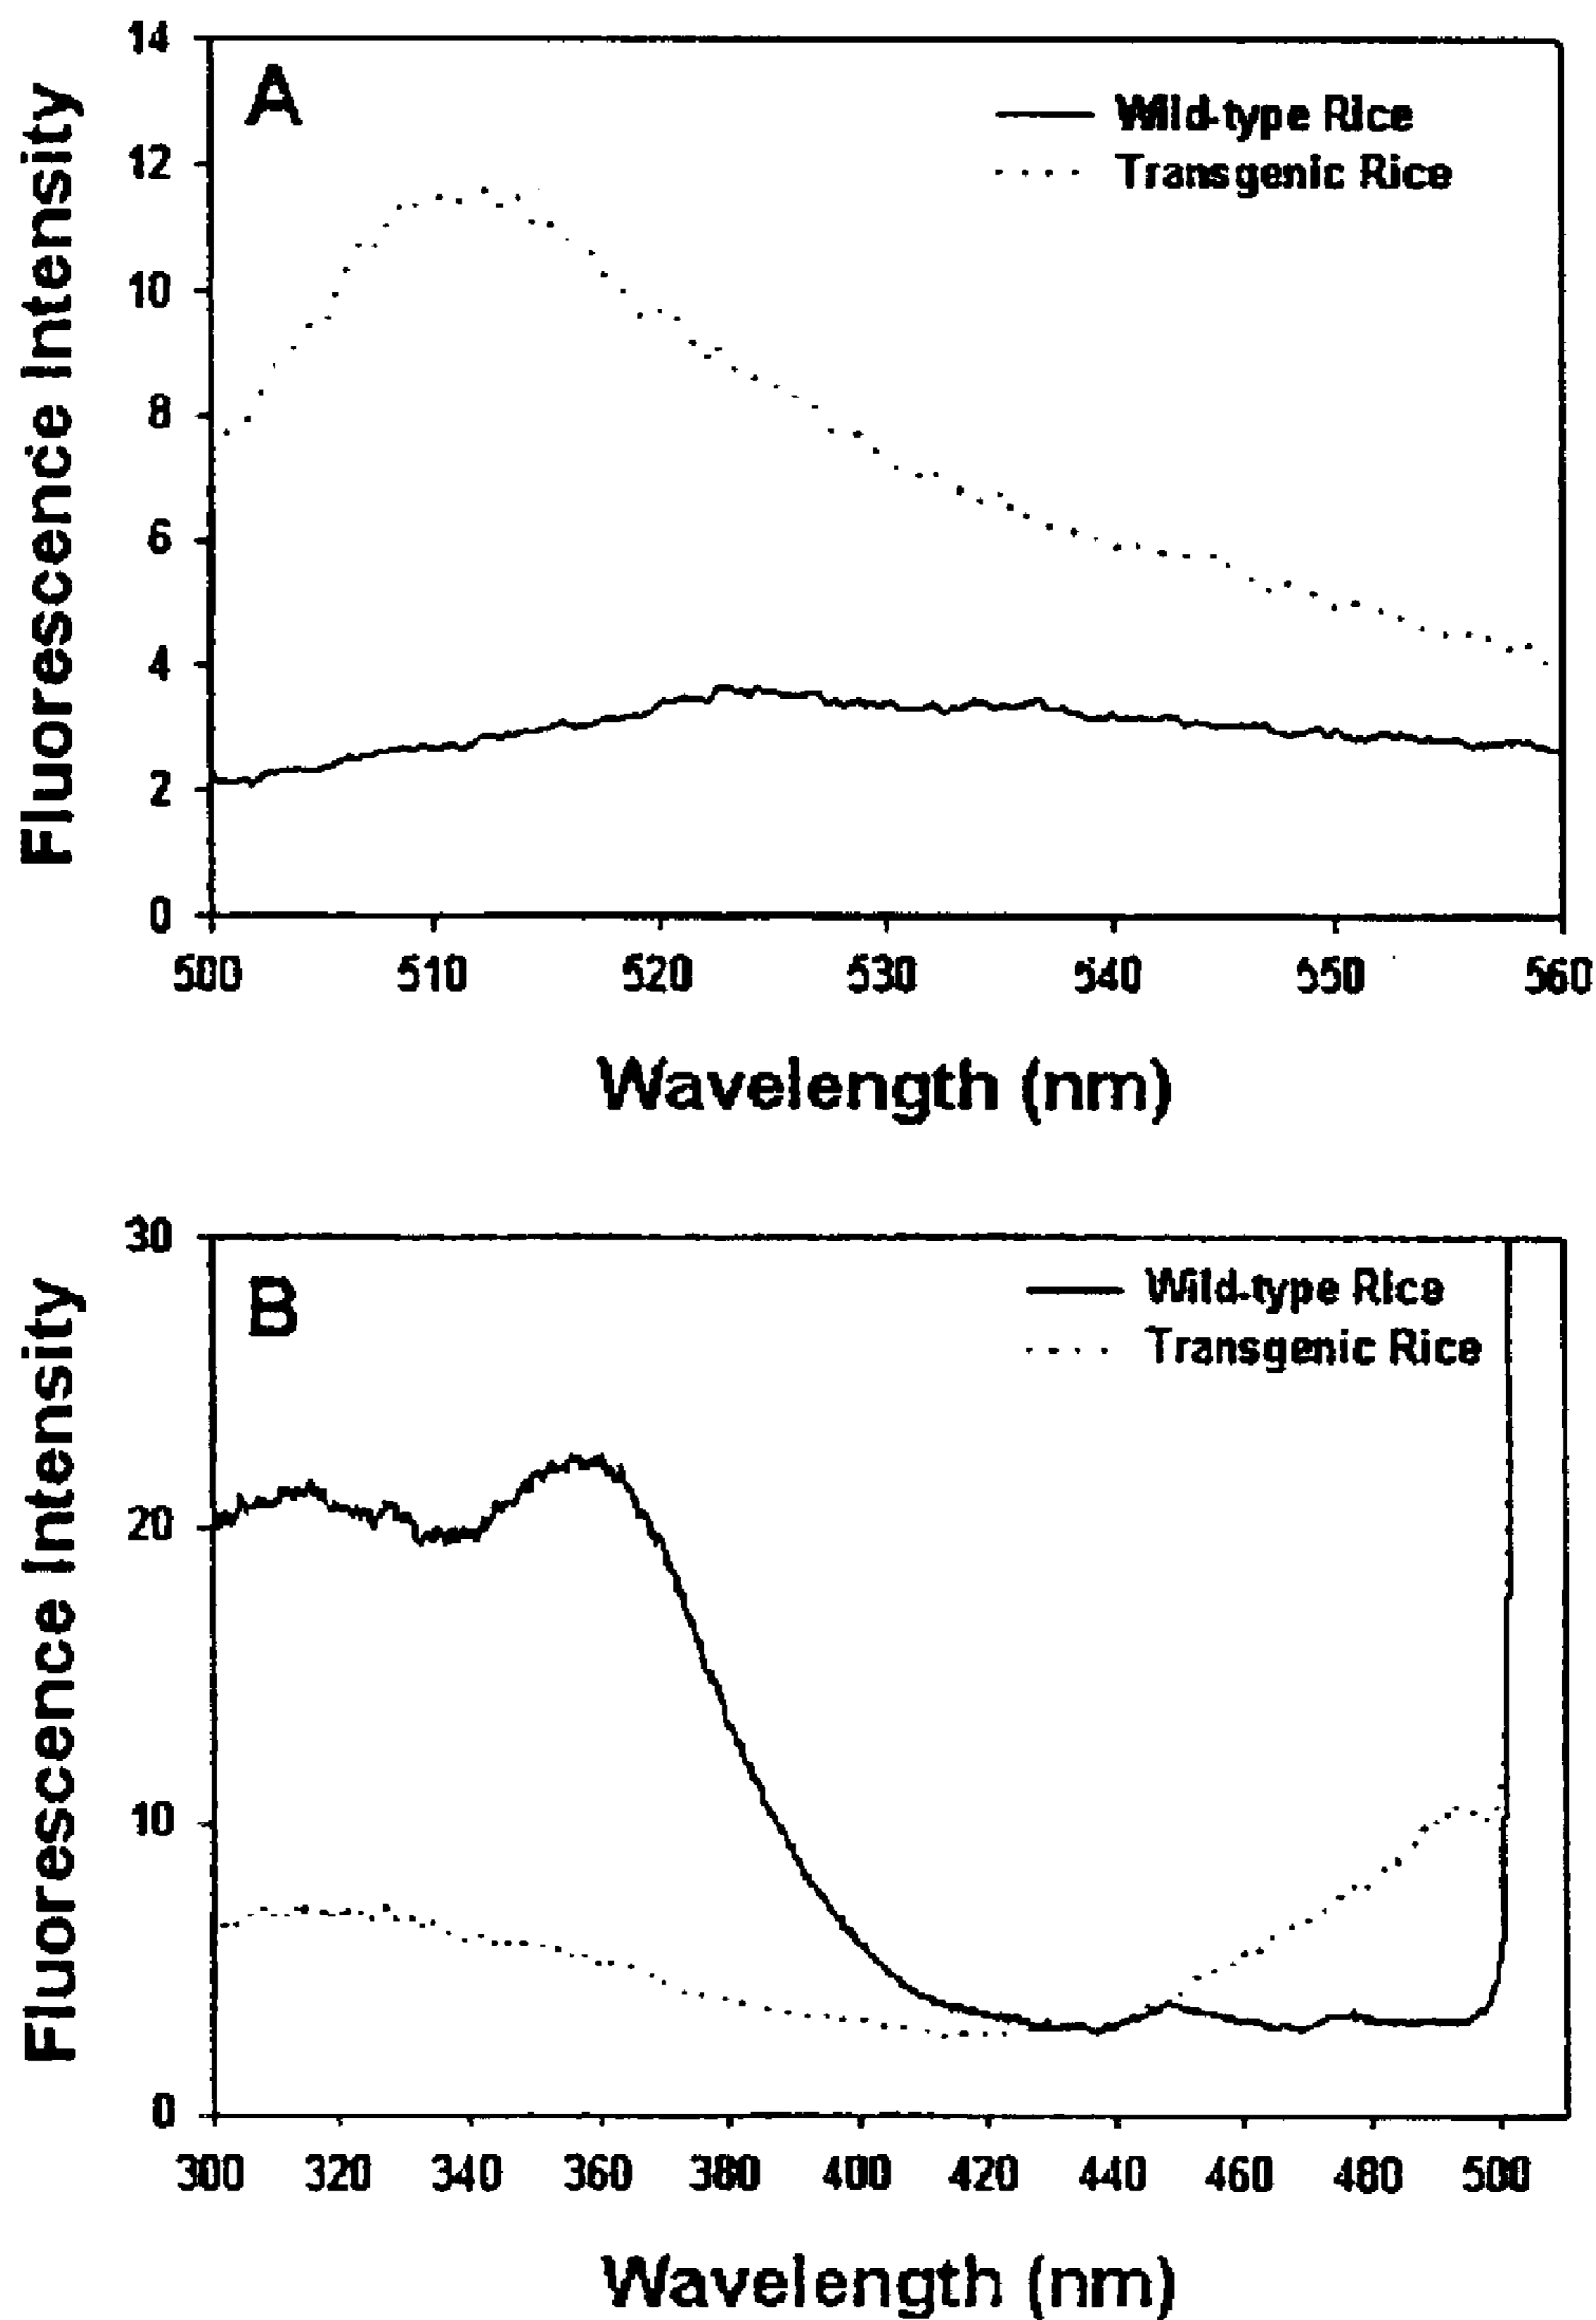 A
Wild-type Rice
Transgenic Rice
Fluorescence Intensity
14
12
10
8
6
4
2
0
500 510 520 530 540 550 560
Wavelength (nm)
B
Wild-type Rice
Transgenic Rice
Fluorescence Intensity
30
20
10
0
300 320 340 360 380 400 420 440 460 480 500
Wavelength (nm)